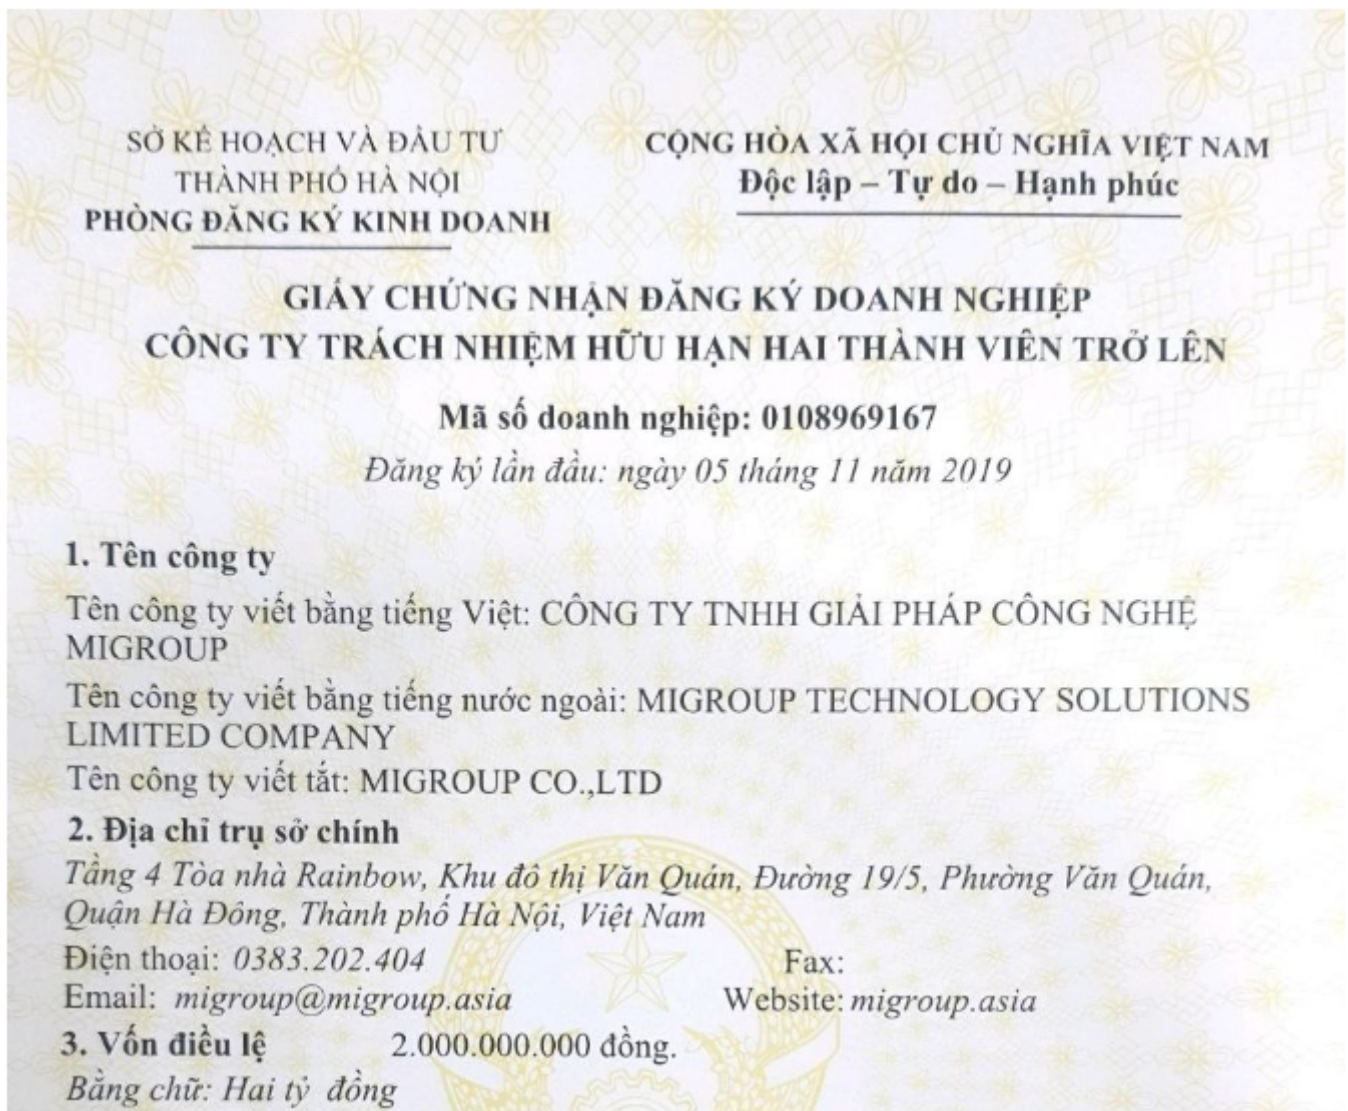 SỞ KẾ HOẠCH VÀ ĐẦU TƯ
THÀNH PHỐ HÀ NỘI
PHÒNG ĐĂNG KÝ KINH DOANH
CỘNG HÒA XÃ HỘI CHỦ NGHĨA VIỆT NAM
Độc lập – Tự do – Hạnh phúc
GIẤY CHỨNG NHẬN ĐĂNG KÝ DOANH NGHIỆP
CÔNG TY TRÁCH NHIỆM HỮU HẠN HAI THÀNH VIÊN TRỞ LÊN
Mã số doanh nghiệp: 0108969167
Đăng ký lần đầu: ngày 05 tháng 11 năm 2019
1. Tên công ty
Tên công ty viết bằng tiếng Việt: CÔNG TY TNHH GIẢI PHÁP CÔNG NGHỆ
MIGROUP
Tên công ty viết bằng tiếng nước ngoài: MIGROUP TECHNOLOGY SOLUTIONS
LIMITED COMPANY
Tên công ty viết tắt: MIGROUP CO.,LTD
2. Địa chỉ trụ sở chính
Tầng 4 Tòa nhà Rainbow, Khu đô thị Văn Quán, Đường 19/5, Phường Văn Quán,
Quận Hà Đông, Thành phố Hà Nội, Việt Nam
Điện thoại: 0383.202.404 Fax:
Email: migroup@migroup.asia Website: migroup.asia
3. Vốn điều lệ 2.000.000.000 đồng.
Bằng chữ: Hai tỷ đồng